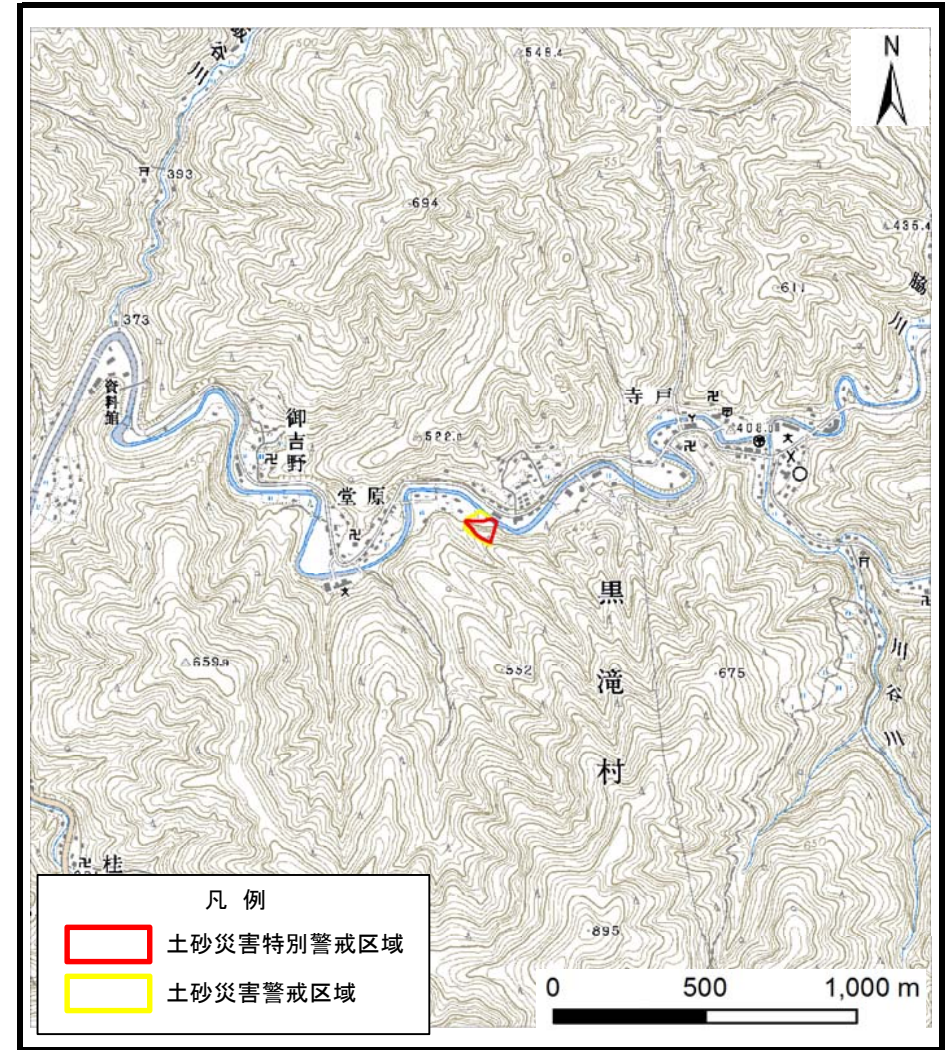 N
548.4
393
694
436.4
611
脇川
373
資料館
寺戸
408.0
御吉野
522.0
堂原
黒滝村
659.9
552
675
川谷川
桂
895
凡 例
土砂災害特別警戒区域
土砂災害警戒区域
0 500 1,000 m